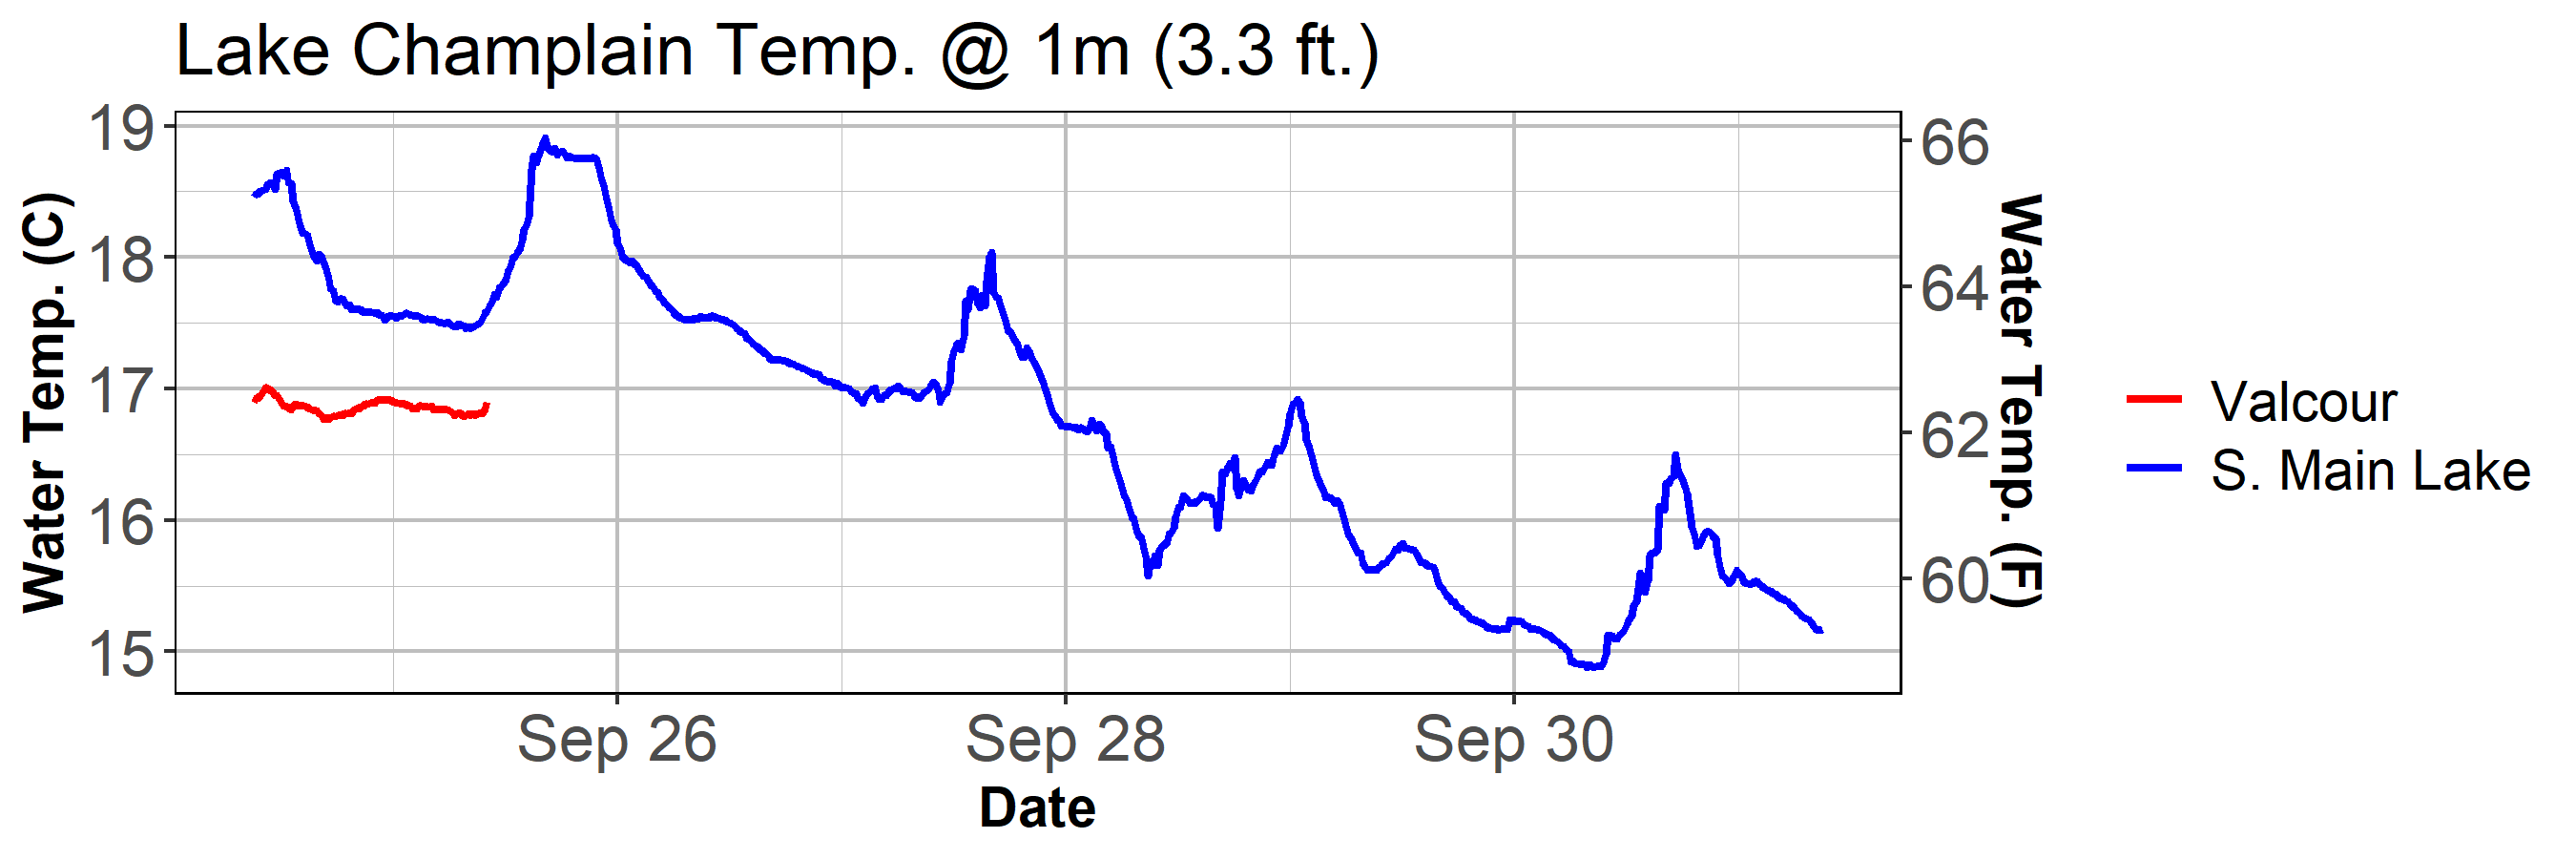 Lake Champlain Temp. @ 1m (3.3 ft.)
Water Temp. (C)
19
18
17
16
15
66
64
62
60
Water Temp. (F)
Sep 26
Sep 28
Sep 30
Date
Valcour
S. Main Lake